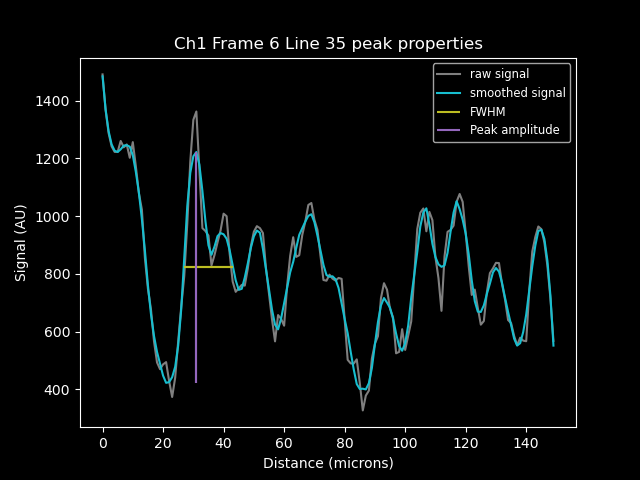 Ch1 Frame 6 Line 35 peak properties
raw signal
smoothed signal
FWHM
Peak amplitude
Signal (AU)
1400
1200
1000
800
600
400
0 20 40 60 80 100 120 140
Distance (microns)